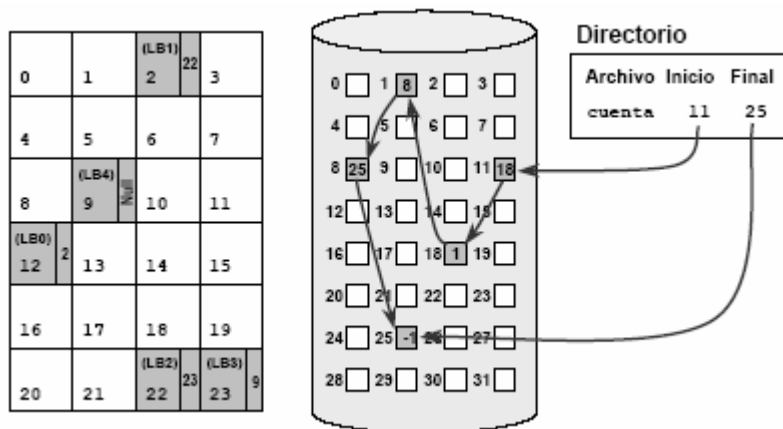 (LB1)
0 1 2 22 3
4 5 6 7
(LB4)
8 9 Null 10 11
(LB0)
12 2 13 14 15
16 17 18 19
(LB2) (LB3)
20 21 22 23 23 9
0 1 8 2 3
4 5 6 7
8 25 9 10 11 18
12 13 14 15
16 17 18 1 19
20 21 22 23
24 25 -1 26 27
28 29 30 31
Directorio
Archivo Inicio Final
cuenta 11 25